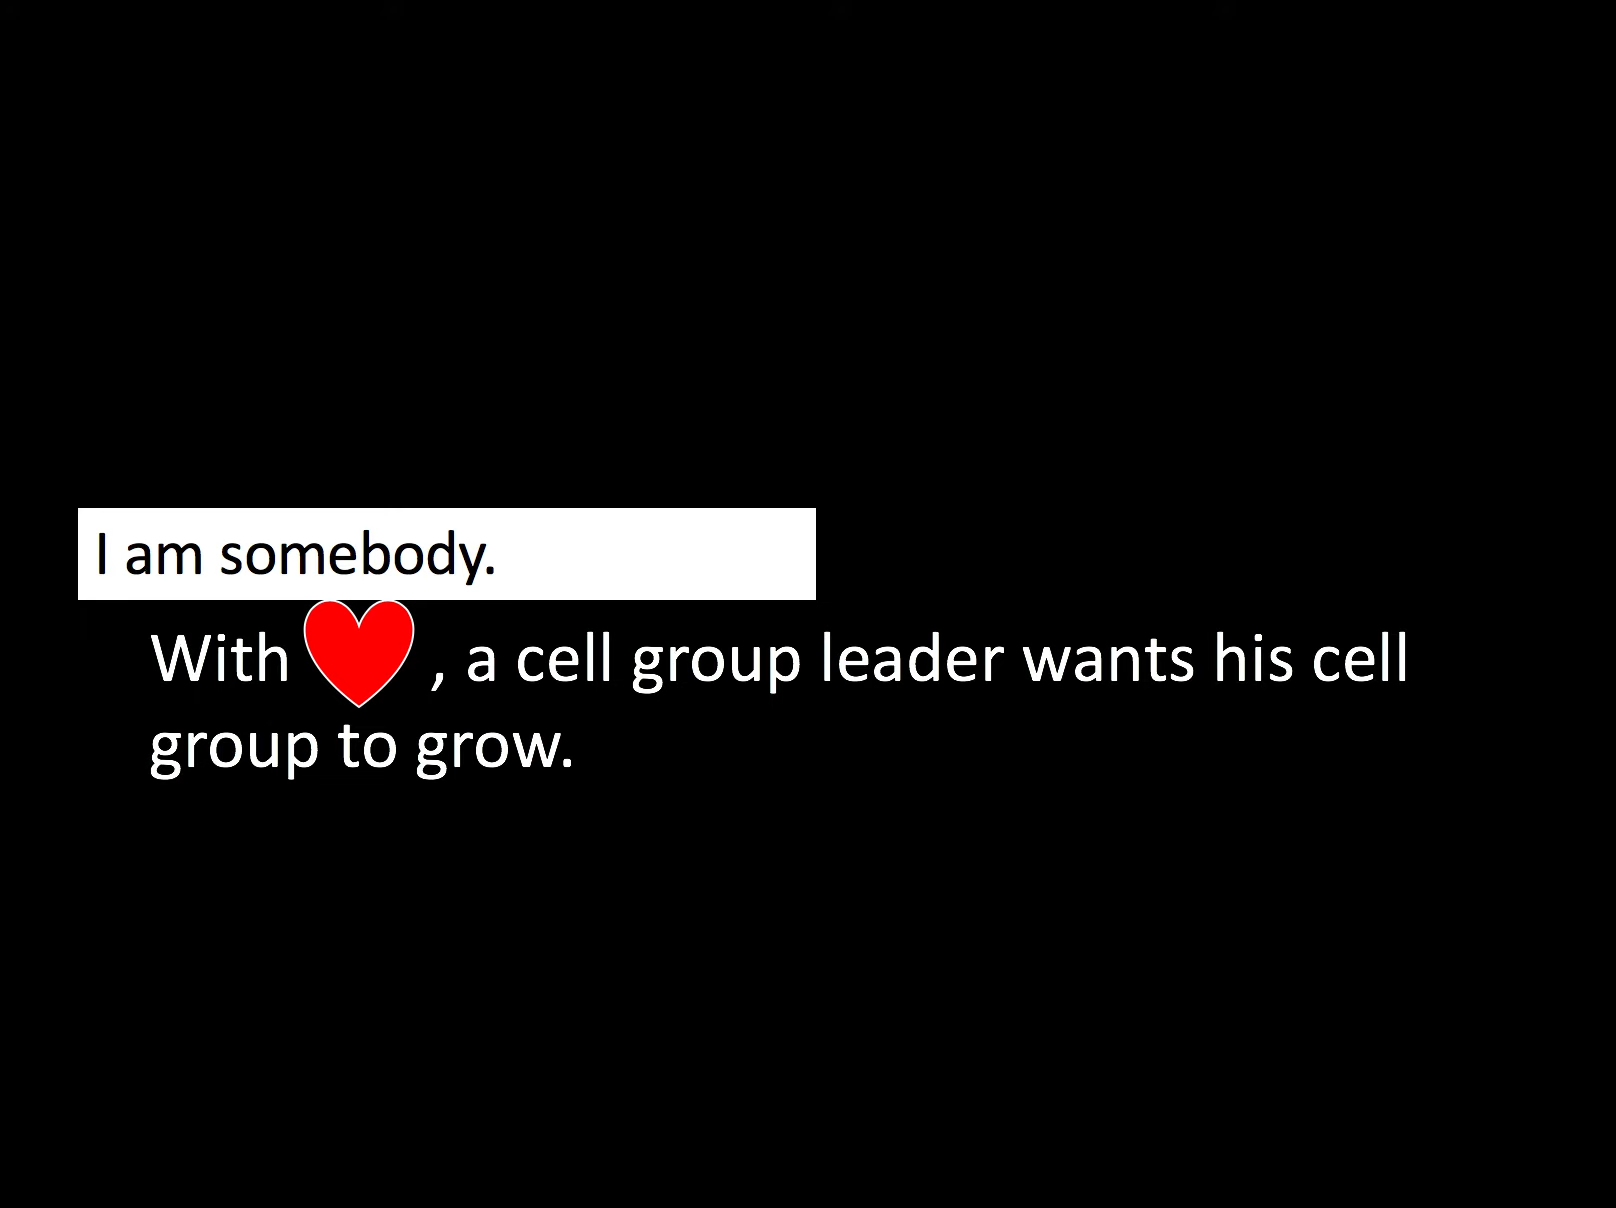 I am somebody.
With ❤, a cell group leader wants his cell
group to grow.